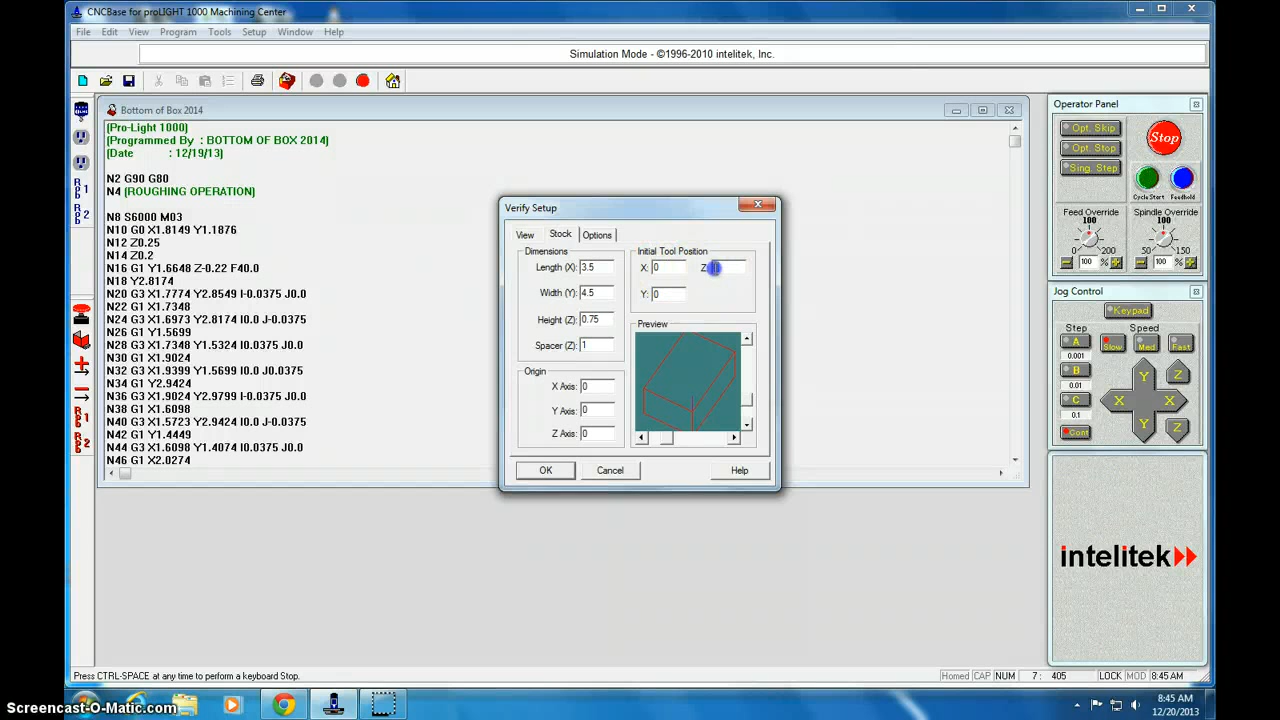 CNCBase for proLIGHT 1000 Machining Center
File Edit View Program Tools Setup Window Help
Simulation Mode - ©1996-2010 intelitek, Inc.
Bottom of Box 2014
(Pro-Light 1000)
(Programmed By : BOTTOM OF BOX 2014)
(Date : 12/19/13)
N2 G90 G80
N4 (ROUGHING OPERATION)
N8 S6000 M03
N10 G0 X1.8149 Y1.1876
N12 Z0.25
N14 Z0.2
N16 G1 Y1.6648 Z-0.22 F40.0
N18 Y2.8174
N20 G3 X1.7774 Y2.8549 I-0.0375 J0.0
N22 G1 X1.7348
N24 G3 X1.6973 Y2.8174 I0.0 J-0.0375
N26 G1 Y1.5699
N28 G3 X1.7348 Y1.5324 I0.0375 J0.0
N30 G1 X1.9024
N32 G3 X1.9399 Y1.5699 I0.0 J0.0375
N34 G1 Y2.9424
N36 G3 X1.9024 Y2.9799 I-0.0375 J0.0
N38 G1 X1.6098
N40 G3 X1.5723 Y2.9424 I0.0 J-0.0375
N42 G1 Y1.4449
N44 G3 X1.6098 Y1.4074 I0.0375 J0.0
N46 G1 X2.0274
Verify Setup
View Stock Options
Dimensions
Length (X): 3.5
Width (Y): 4.5
Height (Z): 0.75
Spacer (Z): 1
Origin
X Axis: 0
Y Axis: 0
Z Axis: 0
Initial Tool Position
X: 0 Z:
Y: 0
Preview
OK Cancel Help
Operator Panel
Opt. Skip
Opt. Stop
Sing. Step
Stop
Cycle Start Feedhold
Feed Override Spindle Override
100 100
0 200 50 150
100 % 100 %
Jog Control
Keypad
Step Speed
A Slow Med Fast
0.001
B
0.01
C
0.1
Cont
Y Z
X X
Y Z
intelitek
Press CTRL-SPACE at any time to perform a keyboard Stop.
Homed CAP NUM 7 : 405 LOCK MOD 8:45 AM
8:45 AM
12/20/2013
Screencast-O-Matic.com